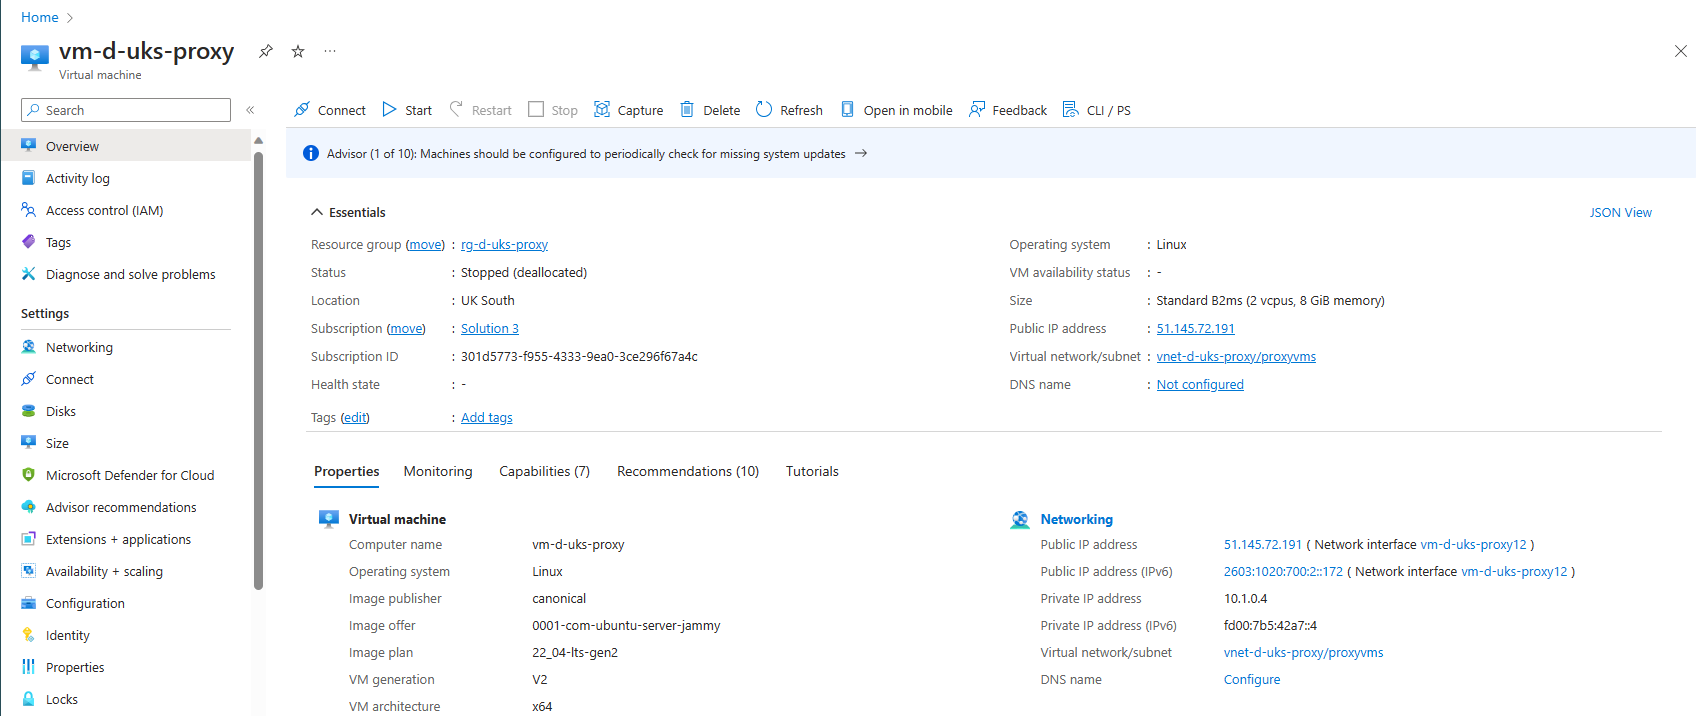 Home
vm-d-uks-proxy
Virtual machine
Search
Connect Start Restart Stop Capture Delete Refresh Open in mobile Feedback CLI / PS
Advisor (1 of 10): Machines should be configured to periodically check for missing system updates
Overview
Activity log
Access control (IAM)
Tags
Diagnose and solve problems
Settings
Networking
Connect
Disks
Size
Microsoft Defender for Cloud
Advisor recommendations
Extensions + applications
Availability + scaling
Configuration
Identity
Properties
Locks
Essentials
JSON View
Resource group (move) : rg-d-uks-proxy
Status : Stopped (deallocated)
Location : UK South
Subscription (move) : Solution 3
Subscription ID : 301d5773-f955-4333-9ea0-3ce296f67a4c
Health state : -
Tags (edit) : Add tags
Operating system : Linux
VM availability status : -
Size : Standard B2ms (2 vcpus, 8 GiB memory)
Public IP address : 51.145.72.191
Virtual network/subnet : vnet-d-uks-proxy/proxyvms
DNS name : Not configured
Properties Monitoring Capabilities (7) Recommendations (10) Tutorials
Virtual machine
Computer name vm-d-uks-proxy
Operating system Linux
Image publisher canonical
Image offer 0001-com-ubuntu-server-jammy
Image plan 22_04-lts-gen2
VM generation V2
VM architecture x64
Networking
Public IP address 51.145.72.191 ( Network interface vm-d-uks-proxy12 )
Public IP address (IPv6) 2603:1020:700:2::172 ( Network interface vm-d-uks-proxy12 )
Private IP address 10.1.0.4
Private IP address (IPv6) fd00:7b5:42a7::4
Virtual network/subnet vnet-d-uks-proxy/proxyvms
DNS name Configure